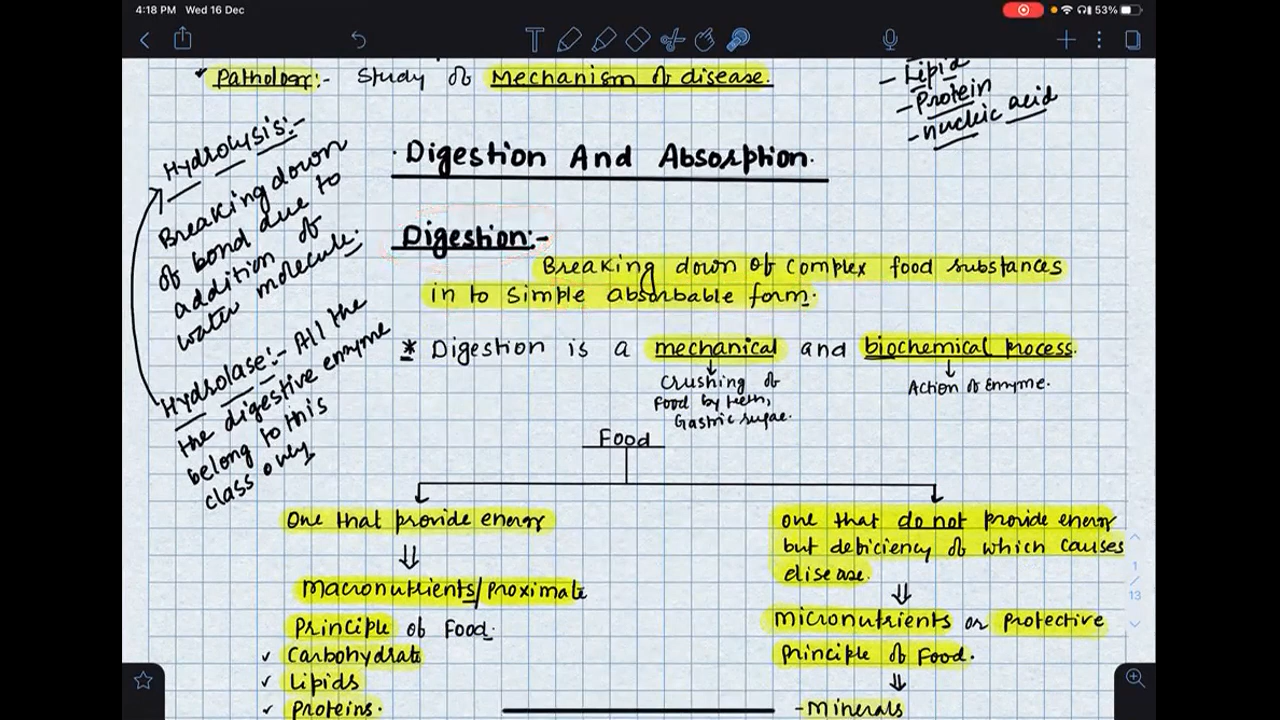 4:18 PM Wed 16 Dec
53%
Pathology:- Study of Mechanism of disease.
- Lipid
- Protein
- nucleic acid
Hydrolysis:-
Breaking down
of bond due to
addition of
water molecule.
Hydrolase:- All the
the digestive enzyme
belong to this
class only
Digestion And Absorption.
Digestion:-
Breaking down of complex food substances
in to simple absorbable form.
* Digestion is a mechanical and biochemical process.
Crushing of
food by teeth,
Gastric rugae.
Action of Enzyme.
Food
One that provide energy
Macronutrients/Proximate
Principle of Food.
✓ Carbohydrate
✓ Lipids
✓ Proteins.
one that do not provide energy
but deficiency of which causes
disease.
micronutrients or protective
principle of Food.
- Minerals
1
/
13